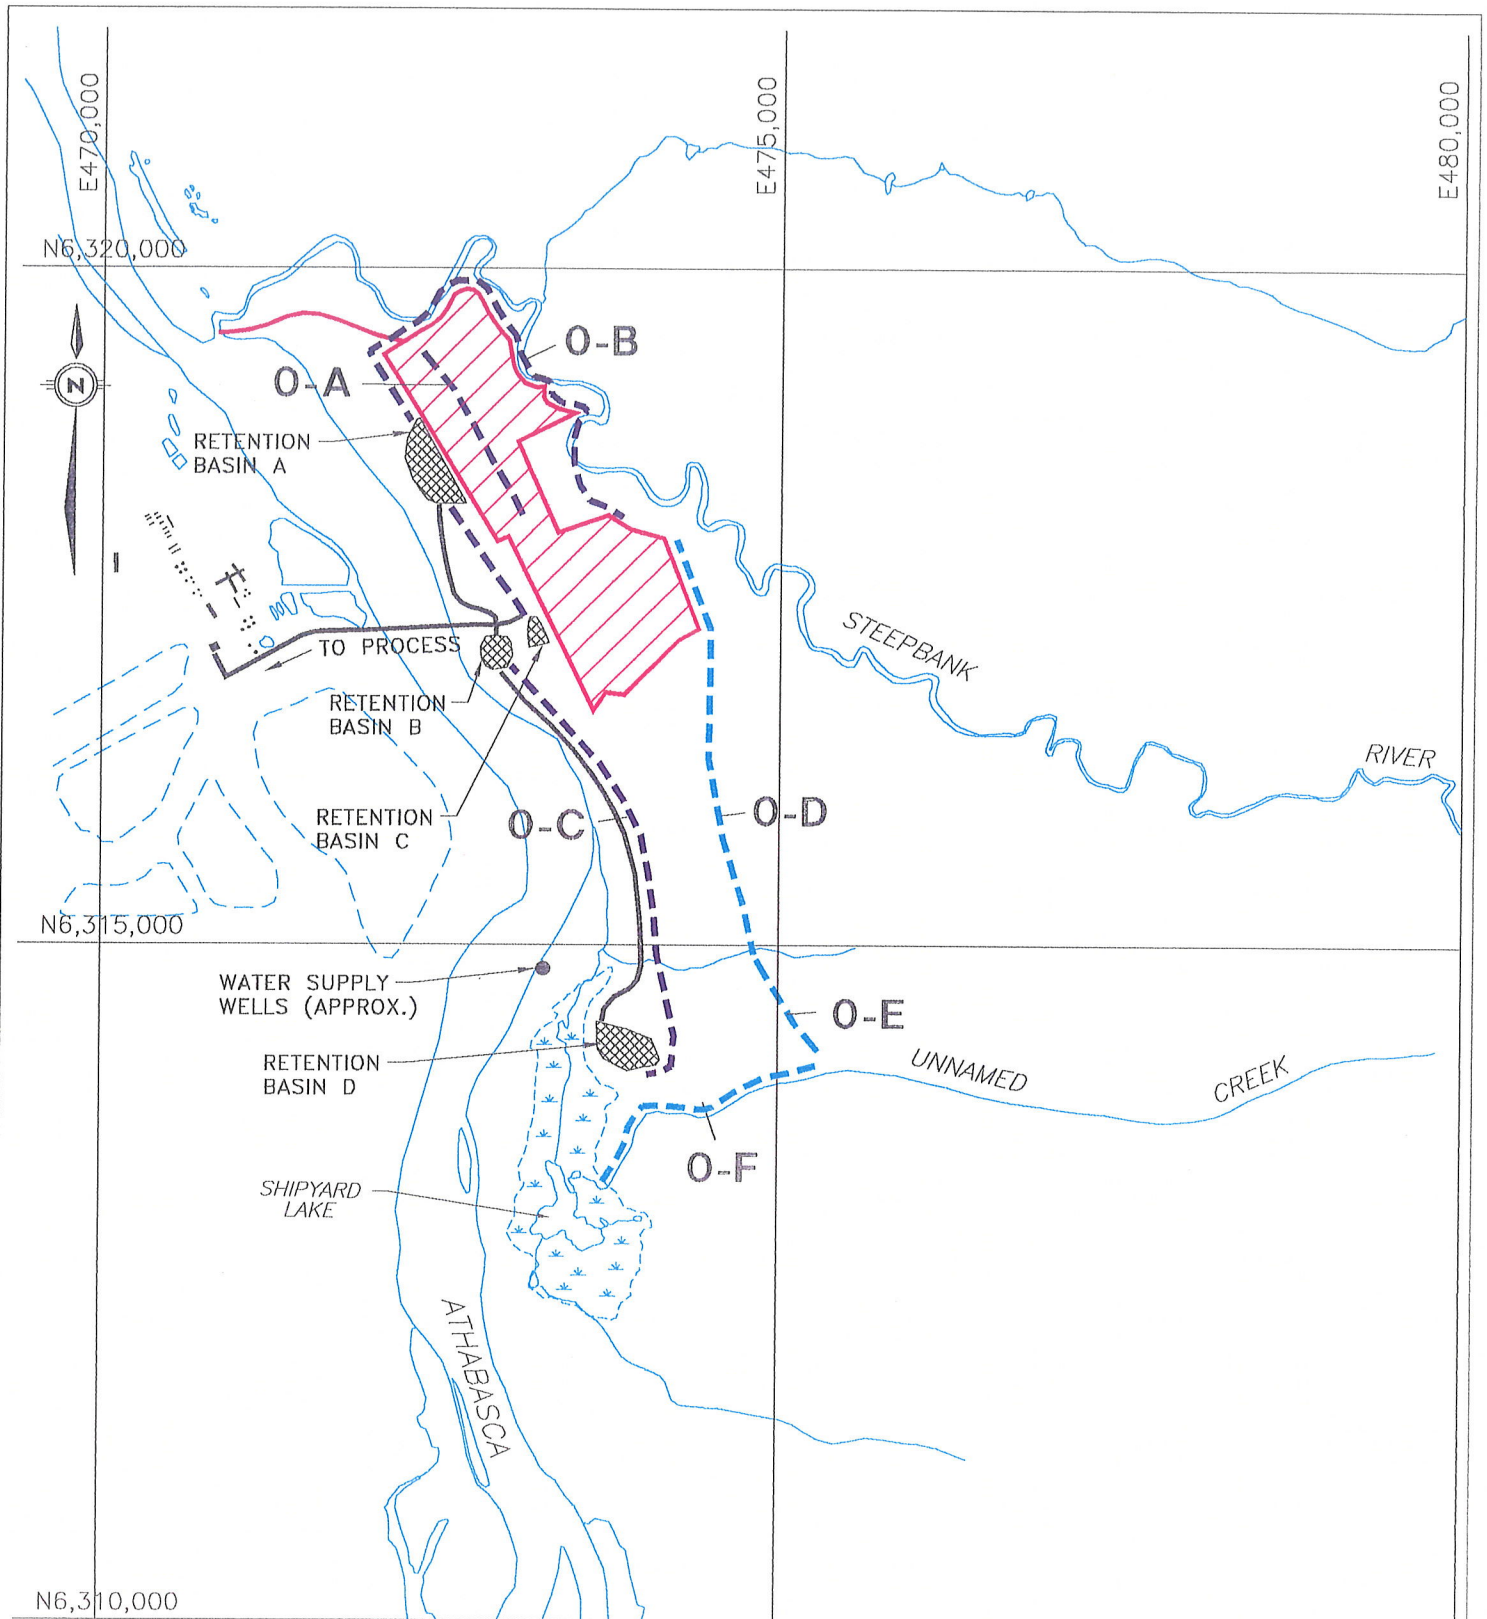 E470,000
E475,000
E480,000
N6,320,000
O-B
O-A
N
RETENTION
BASIN A
STEEPBANK
TO PROCESS
RETENTION
BASIN B
RIVER
RETENTION
BASIN C
O-C
O-D
N6,315,000
WATER SUPPLY
WELLS (APPROX.)
O-E
RETENTION
BASIN D
UNNAMED
CREEK
O-F
SHIPYARD
LAKE
ATHABASCA
N6,310,000